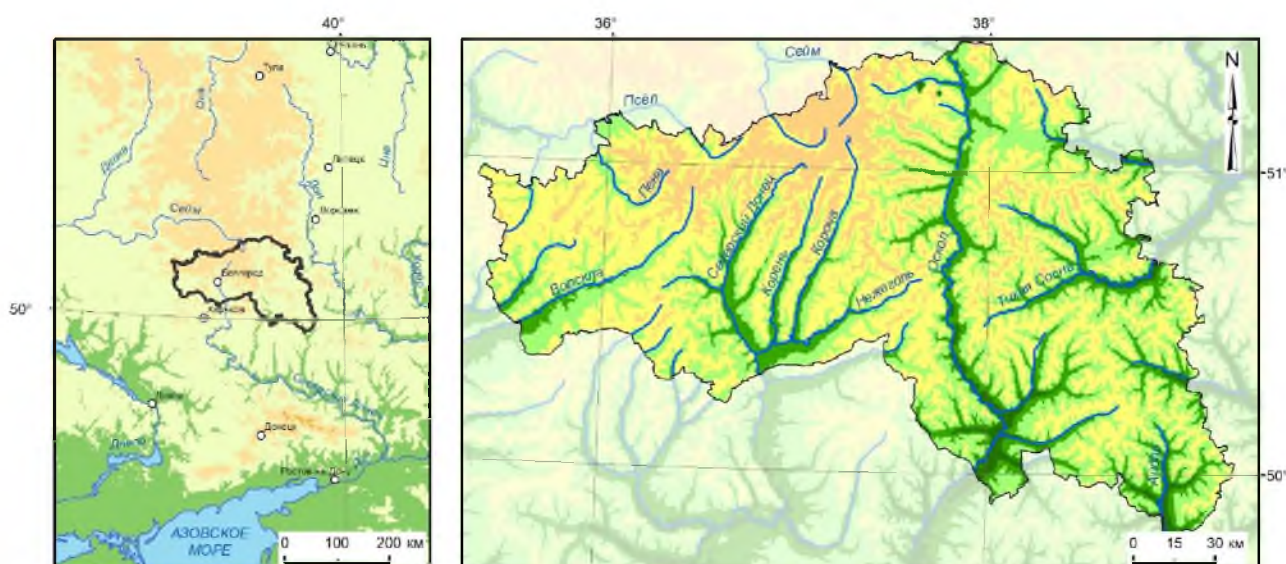 40°
Тула
Ока
Десна
Липецк
Цна
Дон
Воронеж
Сейм
Белгород
50°
Харьков
Днепр
Донецк
Ростов-на-Дону
АЗОВСКОЕ
МОРЕ
0 100 200 КМ
36°
38°
Сейм
N
Псёл
51°
Пена
Северский Донец
Короча
Корень
Оскол
Ворскла
Нежеголь
Тихая Сосна
50°
Айдар
0 15 30 КМ